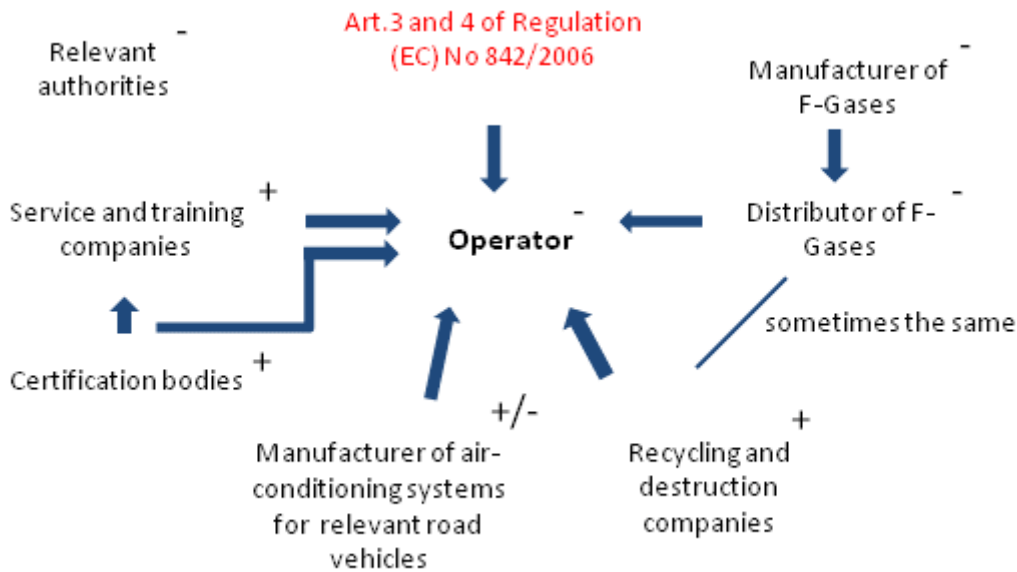 Art.3 and 4 of Regulation
(EC) No 842/2006
Relevant -
authorities
Manufacturer of -
F-Gases
Service and training +
companies
Operator -
Distributor of F- -
Gases
sometimes the same
Certification bodies +
Manufacturer of air- +/-
conditioning systems
for relevant road
vehicles
Recycling and +
destruction
companies